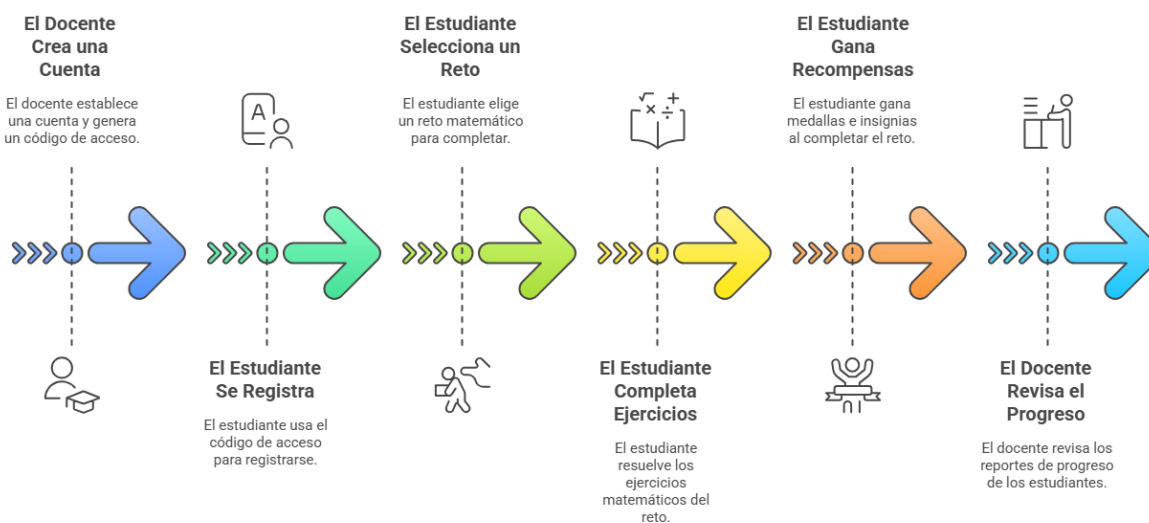 El Docente
Crea una
Cuenta
El docente establece
una cuenta y genera
un código de acceso.
A
El Estudiante
Se Registra
El estudiante usa el
código de acceso
para registrarse.
El Estudiante
Selecciona un
Reto
El estudiante elige
un reto matemático
para completar.
√ × ÷ +
El Estudiante
Completa
Ejercicios
El estudiante
resuelve los
ejercicios
matemáticos del
reto.
El Estudiante
Gana
Recompensas
El estudiante gana
medallas e insignias
al completar el reto.
El Docente
Revisa el
Progreso
El docente revisa los
reportes de progreso
de los estudiantes.